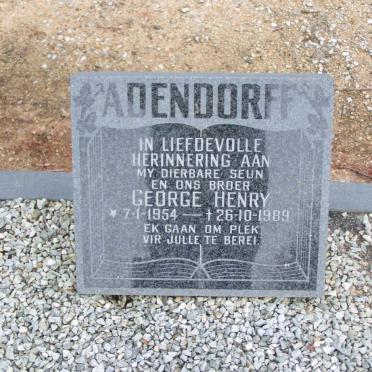 ADENDORFF
IN LIEFDEVOLLE
HERINNERING AAN
MY DIERBARE SEUN
EN ONS BROER
GEORGE HENRY
* 7-1-1954 — † 26-10-1989
EK GAAN OM PLEK
VIR JULLE TE BEREI